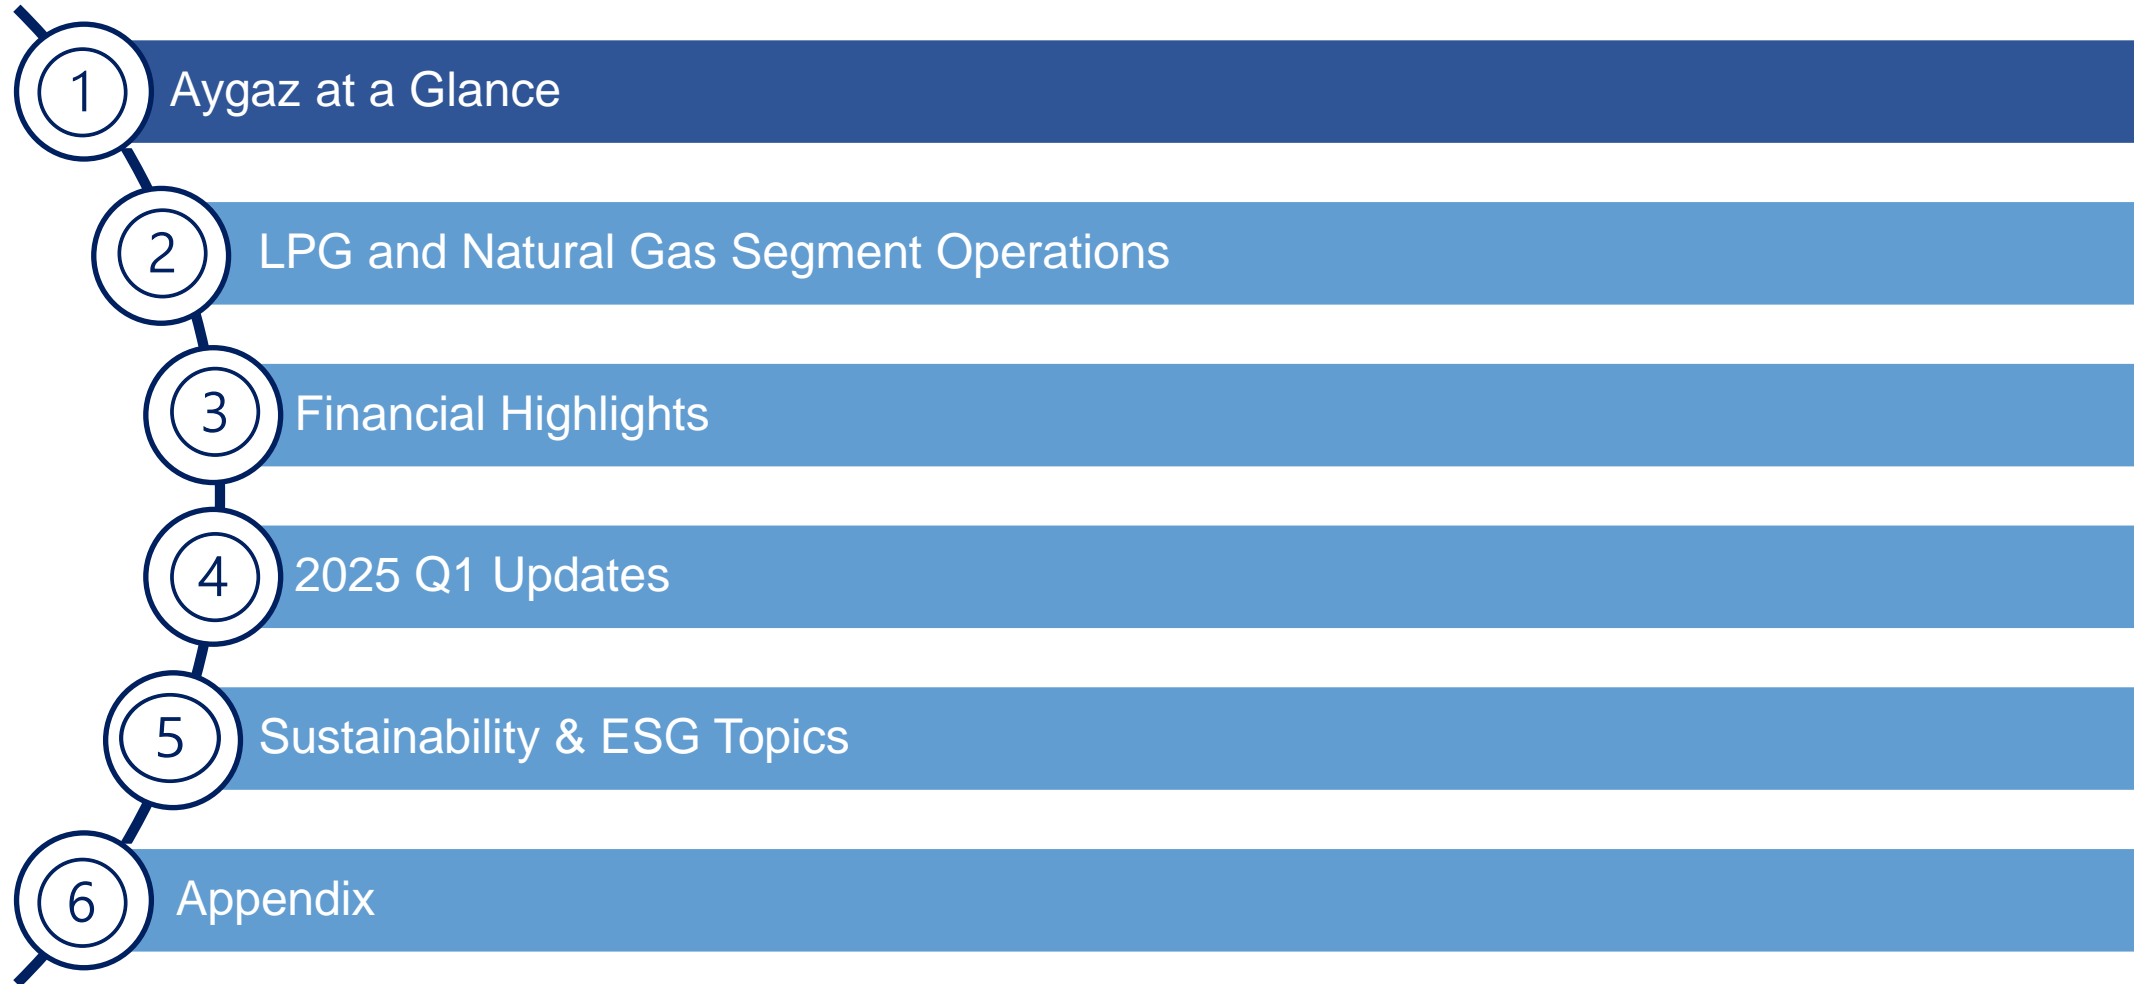 1 Aygaz at a Glance
2 LPG and Natural Gas Segment Operations
3 Financial Highlights
4 2025 Q1 Updates
5 Sustainability & ESG Topics
6 Appendix